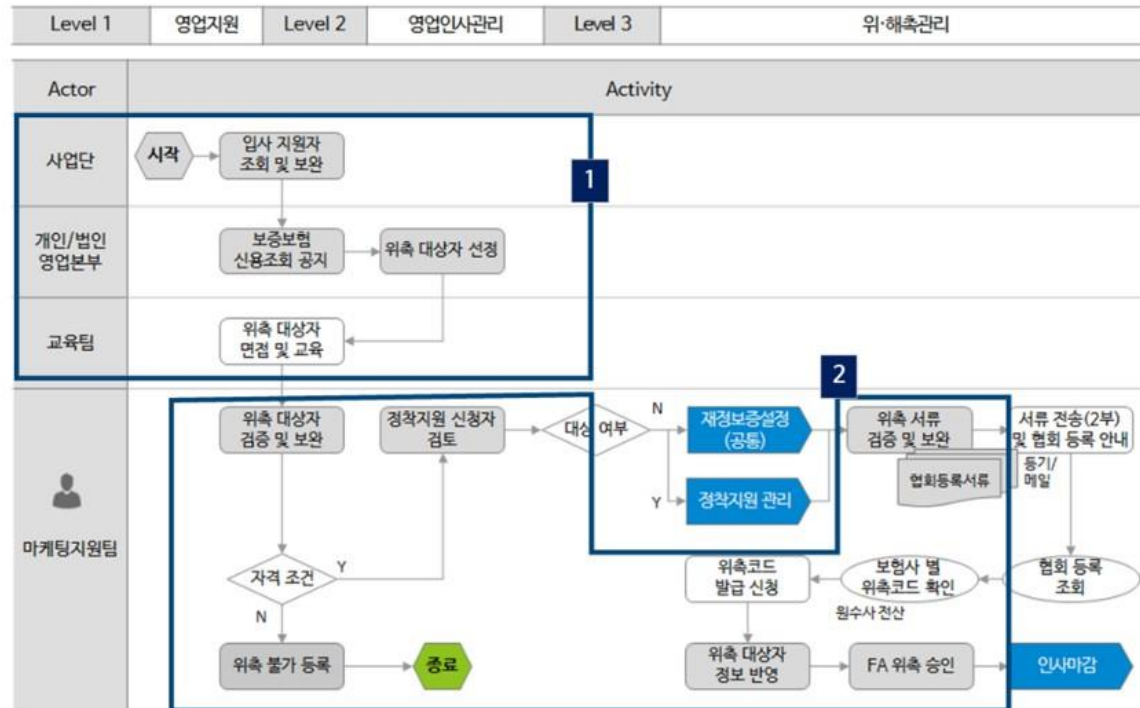 Level 1 영업지원 Level 2 영업인사관리 Level 3 위·해촉관리
Actor Activity
사업단
시작
입사 지원자
조회 및 보완
1
개인/법인
영업본부
보증보험
신용조회 공지
위촉 대상자 선정
교육팀
위촉 대상자
면접 및 교육
2
마케팅지원팀
위촉 대상자
검증 및 보완
정착지원 신청자
검토
대상 여부
N
재정보증설정
(공통)
Y
정착지원 관리
위촉 서류
검증 및 보완
협회등록서류
서류 전송(2부)
및 협회 등록 안내
등기/
메일
자격 조건
Y
N
위촉코드
발급 신청
보험사 별
위촉코드 확인
원수사 전산
협회 등록
조회
위촉 불가 등록
종료
위촉 대상자
정보 반영
FA 위촉 승인
인사마감